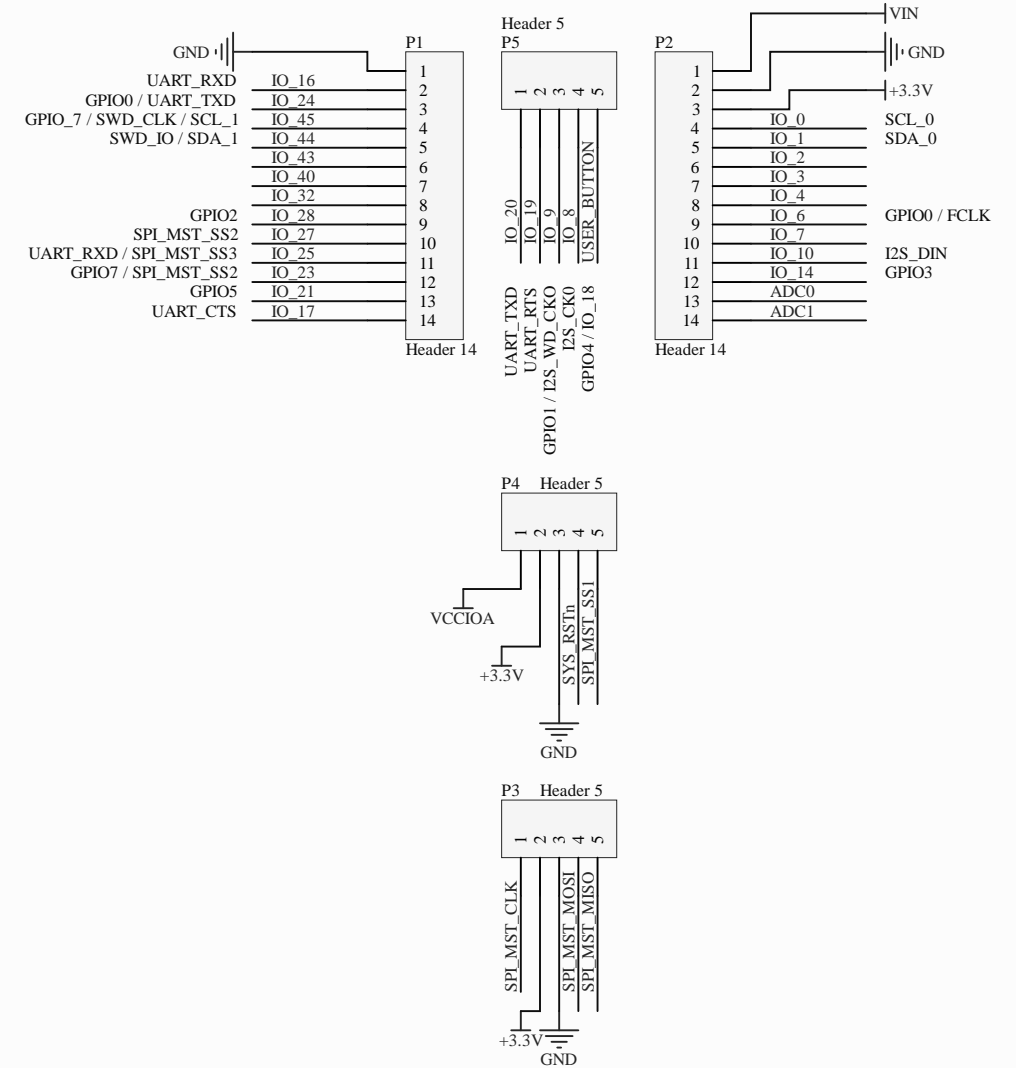 Header 5
P1
P5
P2
VIN
GND
GND
+3.3V
1
2
3
4
5
6
7
8
9
10
11
12
13
14
UART_RXD IO_16
GPIO0 / UART_TXD IO_24
GPIO_7 / SWD_CLK / SCL_1 IO_45
SWD_IO / SDA_1 IO_44
IO_43
IO_40
IO_32
GPIO2 IO_28
SPI_MST_SS2 IO_27
UART_RXD / SPI_MST_SS3 IO_25
GPIO7 / SPI_MST_SS2 IO_23
GPIO5 IO_21
UART_CTS IO_17
Header 14
1 2 3 4 5
IO_20
IO_19
IO_9
IO_8
USER_BUTTON
UART_TXD
UART_RTS
GPIO1 / I2S_WD_CKO
I2S_CK0
GPIO4 / IO_18
1
2
3
4
5
6
7
8
9
10
11
12
13
14
IO_0 SCL_0
IO_1 SDA_0
IO_2
IO_3
IO_4
IO_6 GPIO0 / FCLK
IO_7
IO_10 I2S_DIN
IO_14 GPIO3
ADC0
ADC1
Header 14
P4 Header 5
1 2 3 4 5
VCCIOA
+3.3V
GND
SYS_RSTn
SPI_MST_SS1
P3 Header 5
1 2 3 4 5
SPI_MST_CLK
+3.3V
GND
SPI_MST_MOSI
SPI_MST_MISO